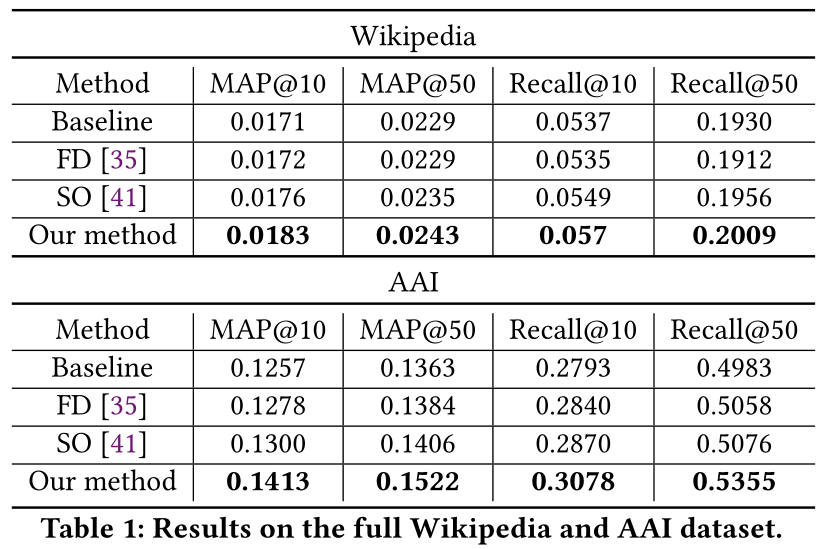 Wikipedia
Method MAP@10 MAP@50 Recall@10 Recall@50
Baseline 0.0171 0.0229 0.0537 0.1930
FD [35] 0.0172 0.0229 0.0535 0.1912
SO [41] 0.0176 0.0235 0.0549 0.1956
Our method 0.0183 0.0243 0.057 0.2009
AAI
Method MAP@10 MAP@50 Recall@10 Recall@50
Baseline 0.1257 0.1363 0.2793 0.4983
FD [35] 0.1278 0.1384 0.2840 0.5058
SO [41] 0.1300 0.1406 0.2870 0.5076
Our method 0.1413 0.1522 0.3078 0.5355
Table 1: Results on the full Wikipedia and AAI dataset.